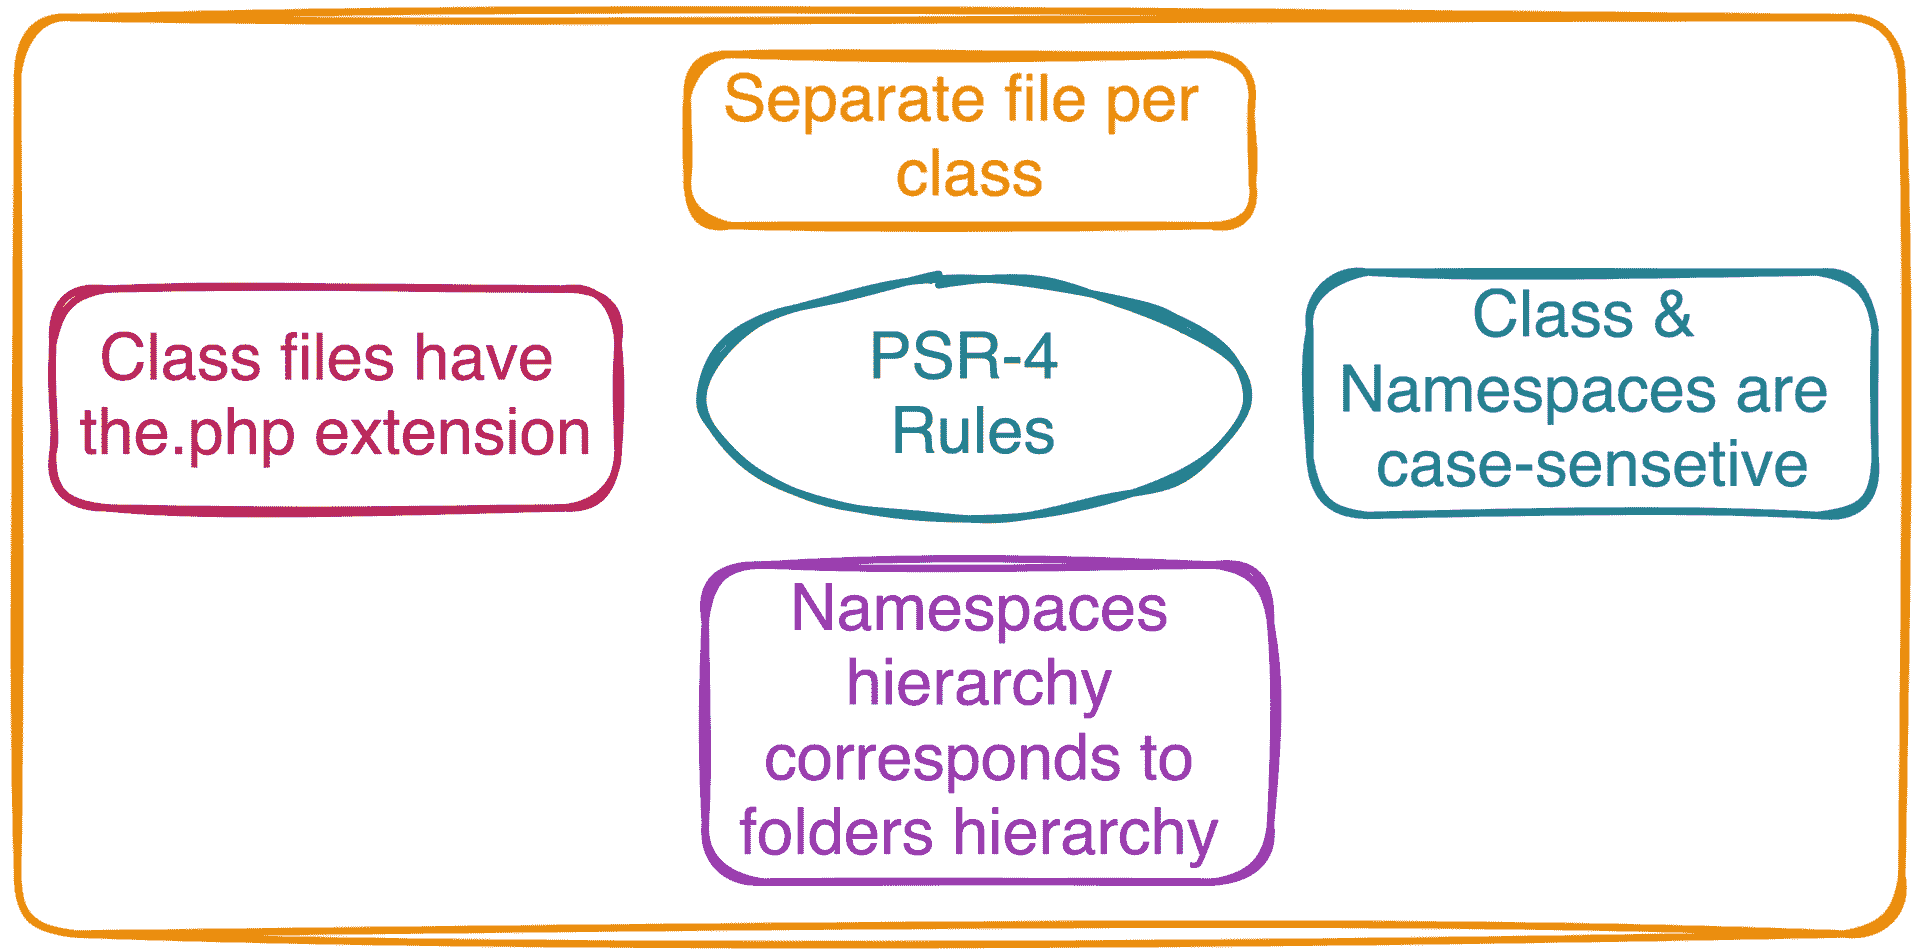 Separate file per
class
Class files have
the.php extension
PSR-4
Rules
Class &
Namespaces are
case-sensetive
Namespaces
hierarchy
corresponds to
folders hierarchy